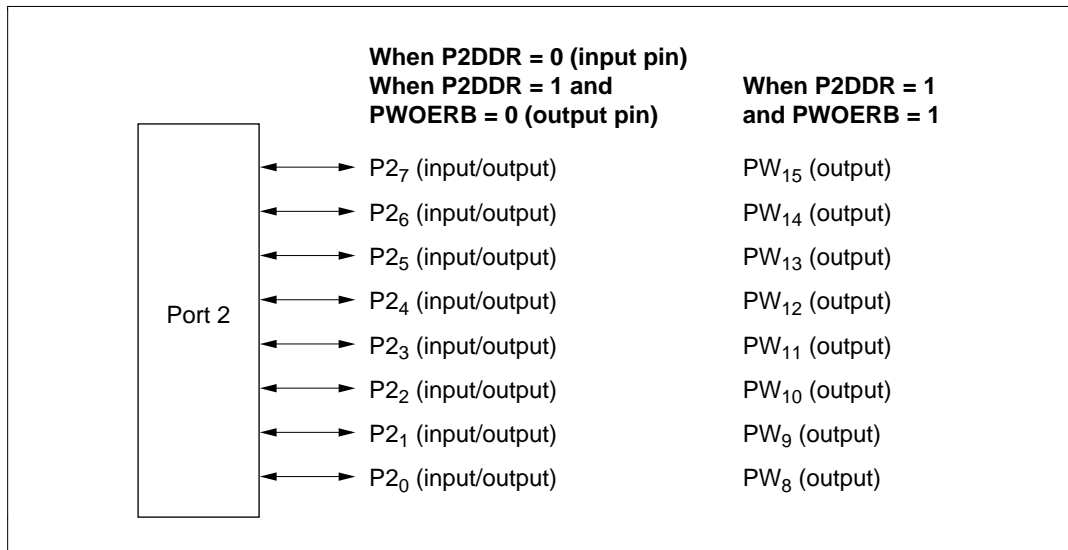 When P2DDR = 0 (input pin)
When P2DDR = 1 and
PWOERB = 0 (output pin)
When P2DDR = 1
and PWOERB = 1
Port 2
P2₇ (input/output) PW₁₅ (output)
P2₆ (input/output) PW₁₄ (output)
P2₅ (input/output) PW₁₃ (output)
P2₄ (input/output) PW₁₂ (output)
P2₃ (input/output) PW₁₁ (output)
P2₂ (input/output) PW₁₀ (output)
P2₁ (input/output) PW₉ (output)
P2₀ (input/output) PW₈ (output)